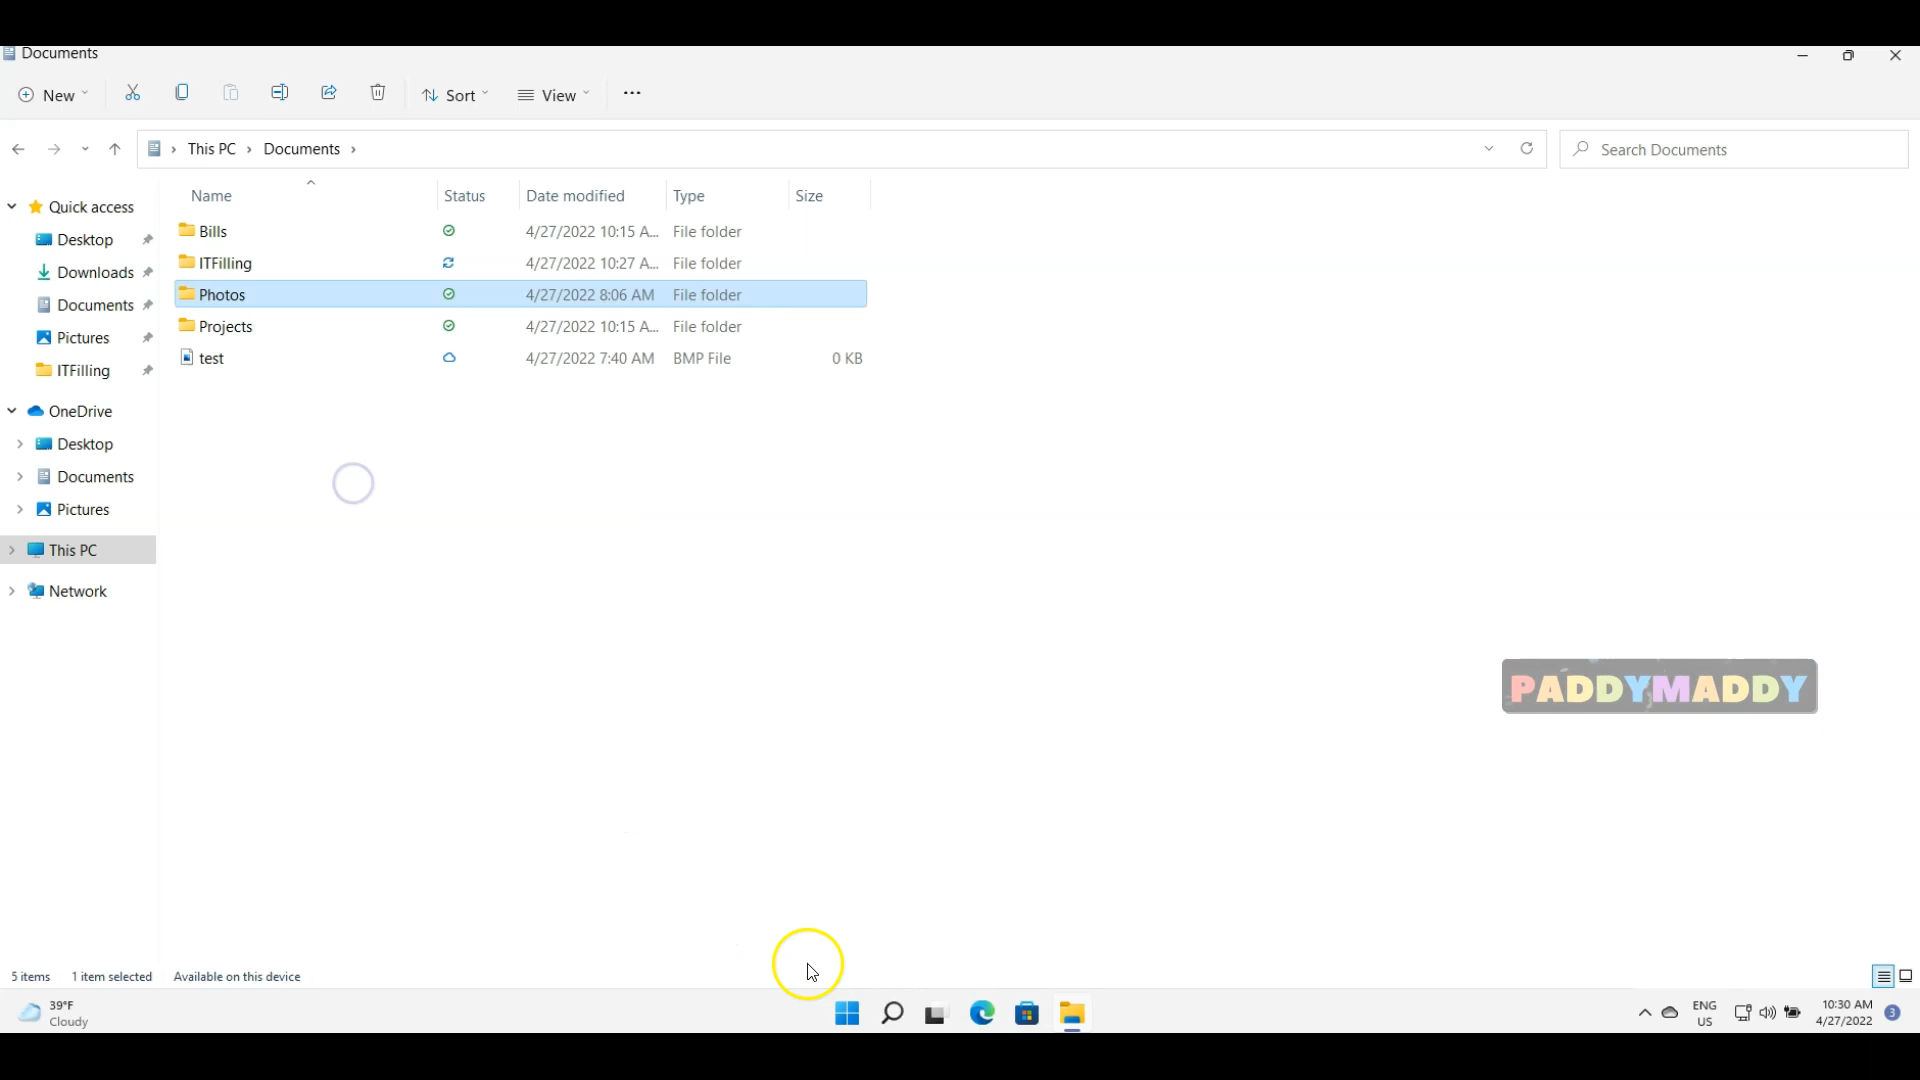 Documents
New Sort View
This PC Documents Search Documents
Name Status Date modified Type Size
Quick access
Desktop
Downloads
Documents
Pictures
ITFilling
OneDrive
Desktop
Documents
Pictures
This PC
Network
Bills 4/27/2022 10:15 A... File folder
ITFilling 4/27/2022 10:27 A... File folder
Photos 4/27/2022 8:06 AM File folder
Projects 4/27/2022 10:15 A... File folder
test 4/27/2022 7:40 AM BMP File 0 KB
PADDYMADDY
5 items 1 item selected Available on this device
39°F
Cloudy
ENG
US
10:30 AM
4/27/2022
3